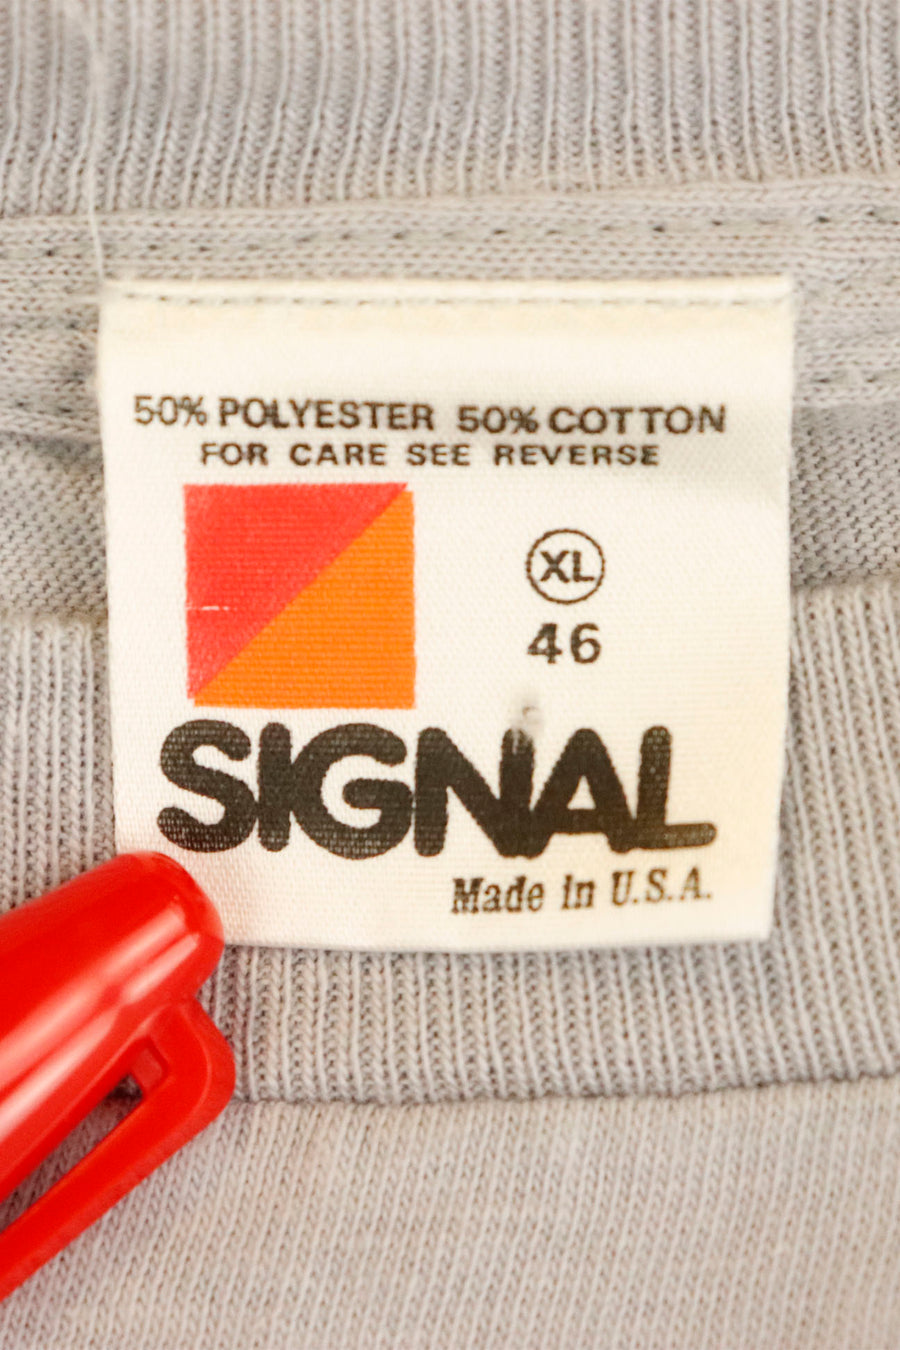 50% POLYESTER 50% COTTON
FOR CARE SEE REVERSE
XL
46
SIGNAL
Made in U.S.A.